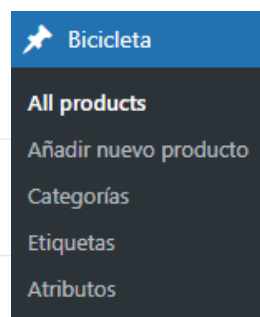 Bicicleta
All products
Añadir nuevo producto
Categorías
Etiquetas
Atributos